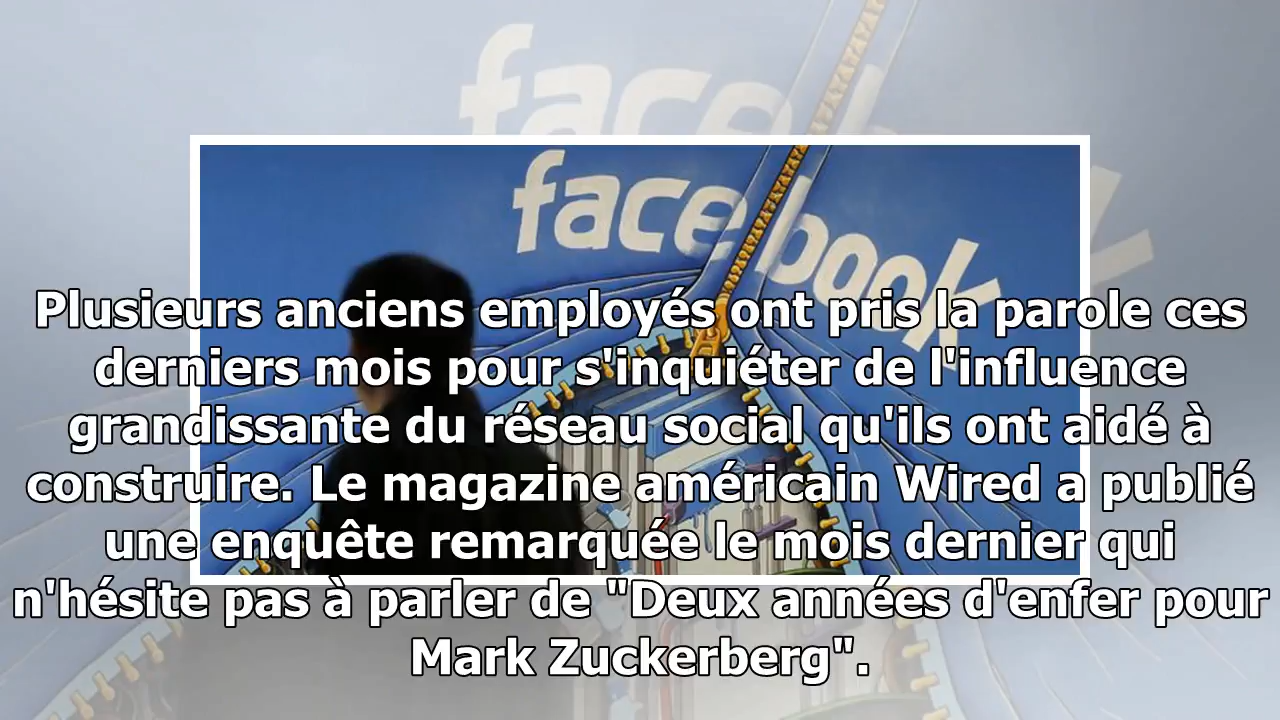 facebook
facebook
Plusieurs anciens employés ont pris la parole ces
derniers mois pour s'inquiéter de l'influence
grandissante du réseau social qu'ils ont aidé à
construire. Le magazine américain Wired a publié
une enquête remarquée le mois dernier qui
n'hésite pas à parler de "Deux années d'enfer pour
Mark Zuckerberg".